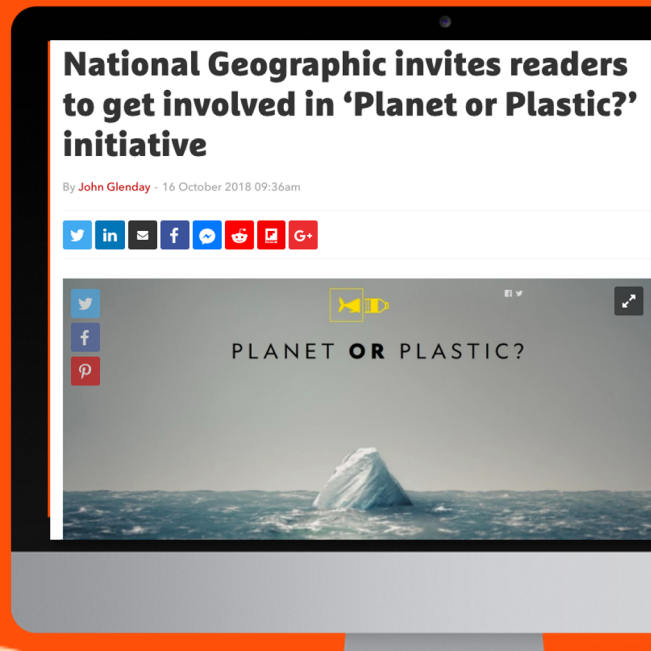 National Geographic invites readers
to get involved in ‘Planet or Plastic?’
initiative
By John Glenday - 16 October 2018 09:36am
in
f
G+
f
PLANET OR PLASTIC?